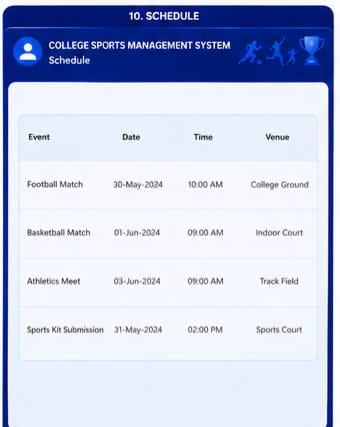 10. SCHEDULE
COLLEGE SPORTS MANAGEMENT SYSTEM
Schedule
Event Date Time Venue
Football Match 30-May-2024 10:00 AM College Ground
Basketball Match 01-Jun-2024 09:00 AM Indoor Court
Athletics Meet 03-Jun-2024 09:00 AM Track Field
Sports Kit Submission 31-May-2024 02:00 PM Sports Court